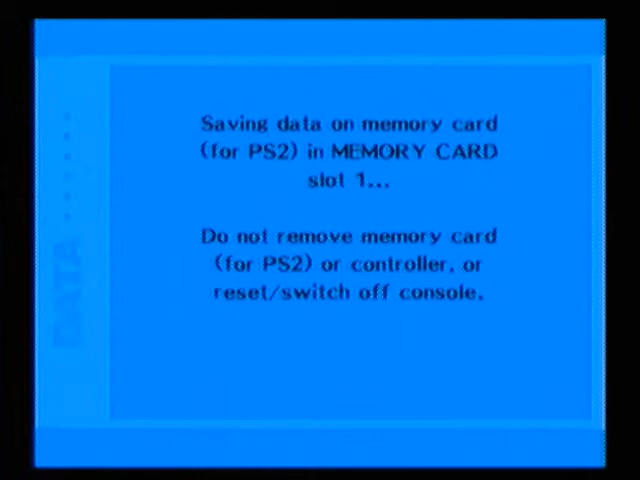 Saving data on memory card
(for PS2) in MEMORY CARD
slot 1...
Do not remove memory card
(for PS2) or controller, or
reset/switch off console.
DATA ......